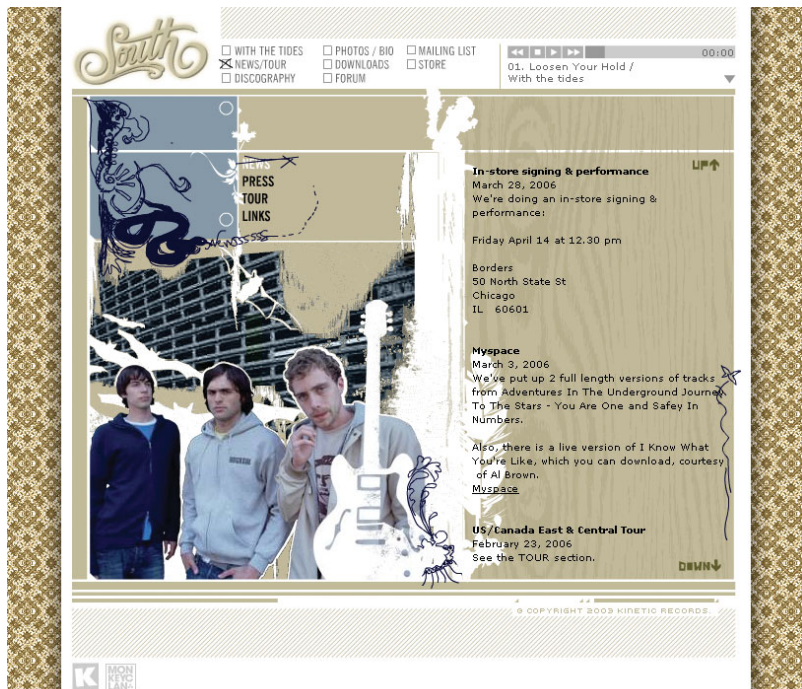 South
WITH THE TIDES
NEWS/TOUR
DISCOGRAPHY
PHOTOS / BIO
DOWNLOADS
FORUM
MAILING LIST
STORE
00:00
01. Loosen Your Hold /
With the tides
NEWS
PRESS
TOUR
LINKS
UP
In-store signing & performance
March 28, 2006
We're doing an in-store signing &
performance:
Friday April 14 at 12.30 pm
Borders
50 North State St
Chicago
IL 60601
Myspace
March 3, 2006
We've put up 2 full length versions of tracks
from Adventures In The Underground Journey
To The Stars - You Are One and Safey In
Numbers.
Also, there is a live version of I Know What
You're Like, which you can download, courtesy
of Al Brown.
Myspace
US/Canada East & Central Tour
February 23, 2006
See the TOUR section.
DOWN
© COPYRIGHT 2003 KINETIC RECORDS.
K
MON
KEYC
LAN